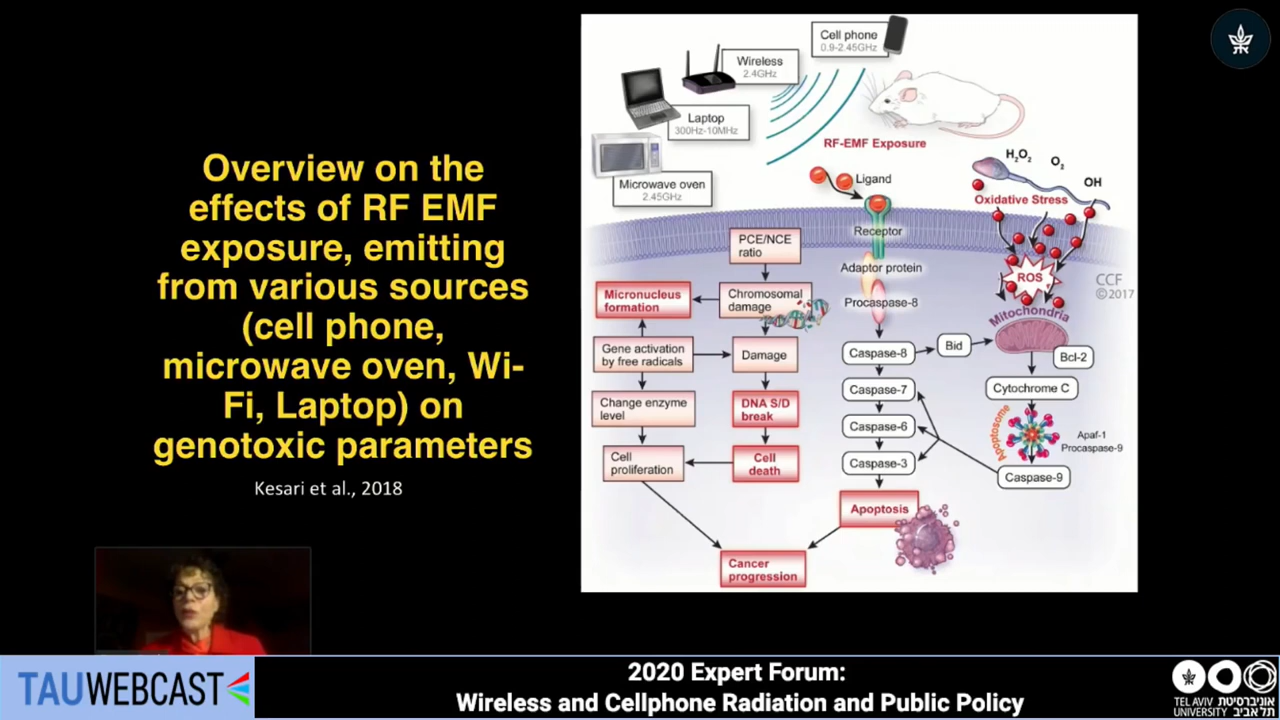 Overview on the
effects of RF EMF
exposure, emitting
from various sources
(cell phone,
microwave oven, Wi-
Fi, Laptop) on
genotoxic parameters
Kesari et al., 2018
Cell phone
0.9-2.45GHz
Wireless
2.4GHz
Laptop
300Hz-10MHz
Microwave oven
2.45GHz
RF-EMF Exposure
H₂O₂
O₂
OH
Oxidative Stress
Ligand
Receptor
Adaptor protein
Procaspase-8
ROS
CCF
©2017
Mitochondria
PCE/NCE
ratio
Micronucleus
formation
Chromosomal
damage
Gene activation
by free radicals
Damage
Change enzyme
level
DNA S/D
break
Cell
proliferation
Cell
death
Caspase-8
Bid
Bcl-2
Caspase-7
Cytochrome C
Caspase-6
Apoptosome
Apaf-1
Procaspase-9
Caspase-3
Caspase-9
Apoptosis
Cancer
progression
TAUWEBCAST
2020 Expert Forum:
Wireless and Cellphone Radiation and Public Policy
TEL AVIV אוניברסיטת
UNIVERSITY תל אביב